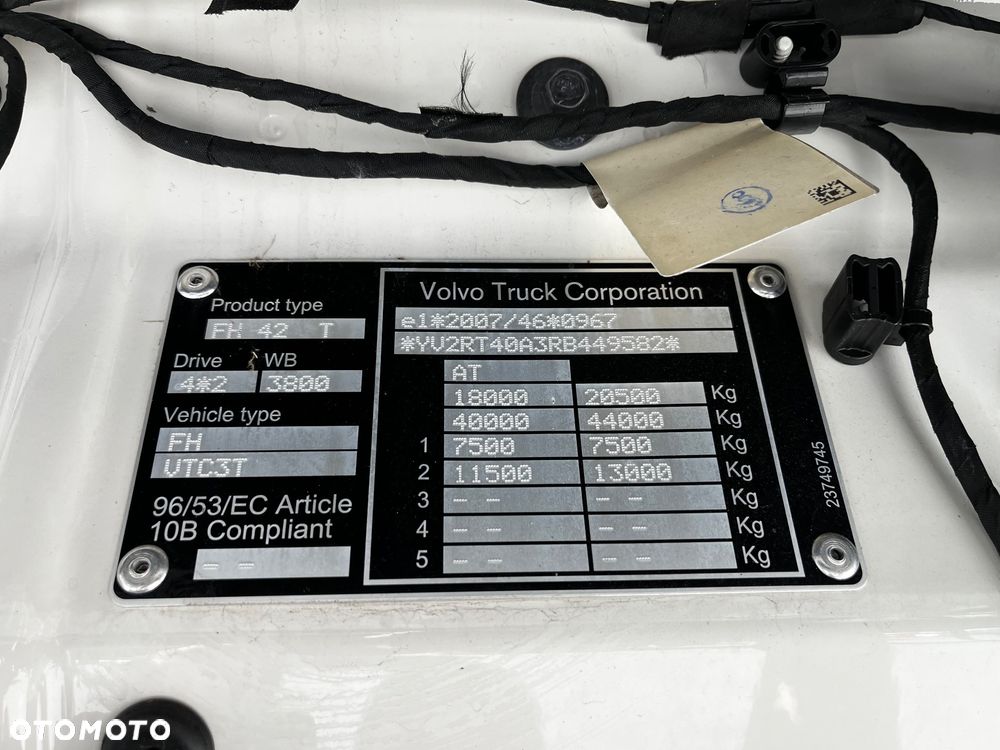 Product type
FH 42 T
Drive WB
4*2 3800
Vehicle type
FH
VTC3T
96/53/EC Article
10B Compliant
-- --
Volvo Truck Corporation
e1*2007/46*0967
*YV2RT40A3RB449582*
AT
18000 20500 Kg
40000 44000 Kg
1 7500 7500 Kg
2 11500 13000 Kg
3 -- -- -- -- Kg
4 -- -- -- -- Kg
5 -- -- -- -- Kg
23749745
OTOMOTO